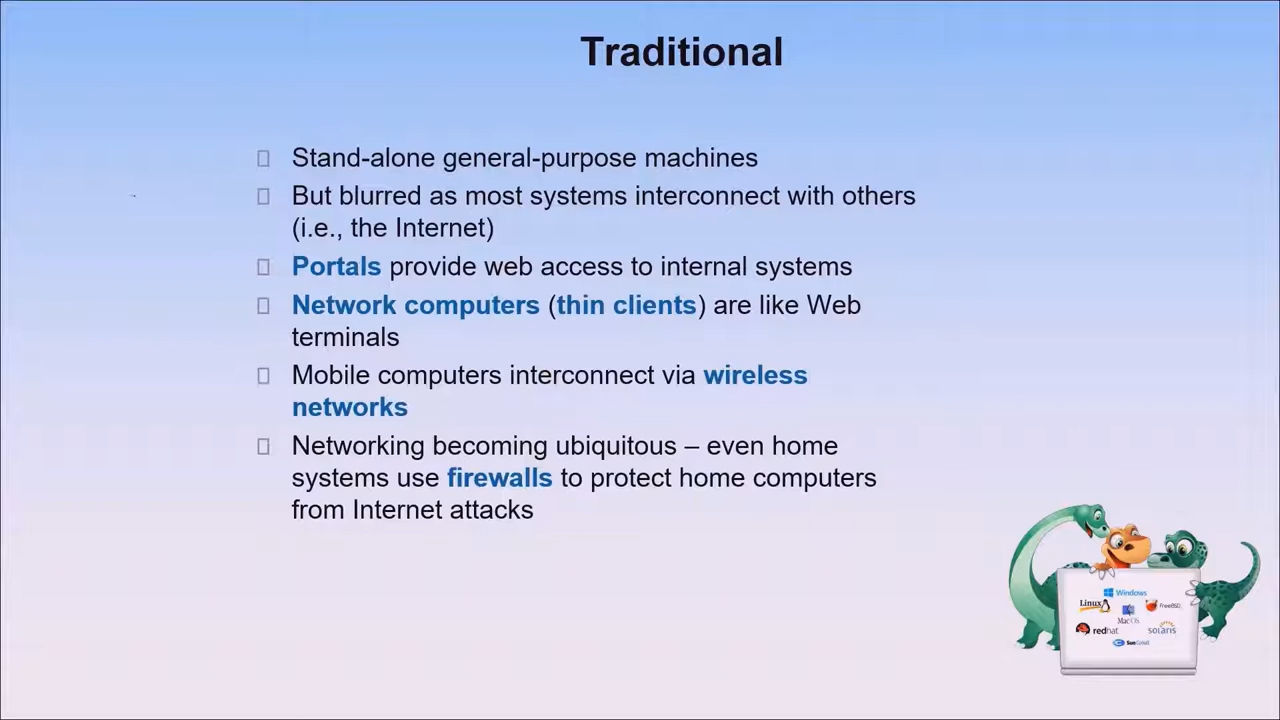 Traditional
Stand-alone general-purpose machines
But blurred as most systems interconnect with others
(i.e., the Internet)
Portals provide web access to internal systems
Network computers (thin clients) are like Web
terminals
Mobile computers interconnect via wireless
networks
Networking becoming ubiquitous – even home
systems use firewalls to protect home computers
from Internet attacks
Windows
Linux
FreeBSD
Mac OS
redhat
solaris